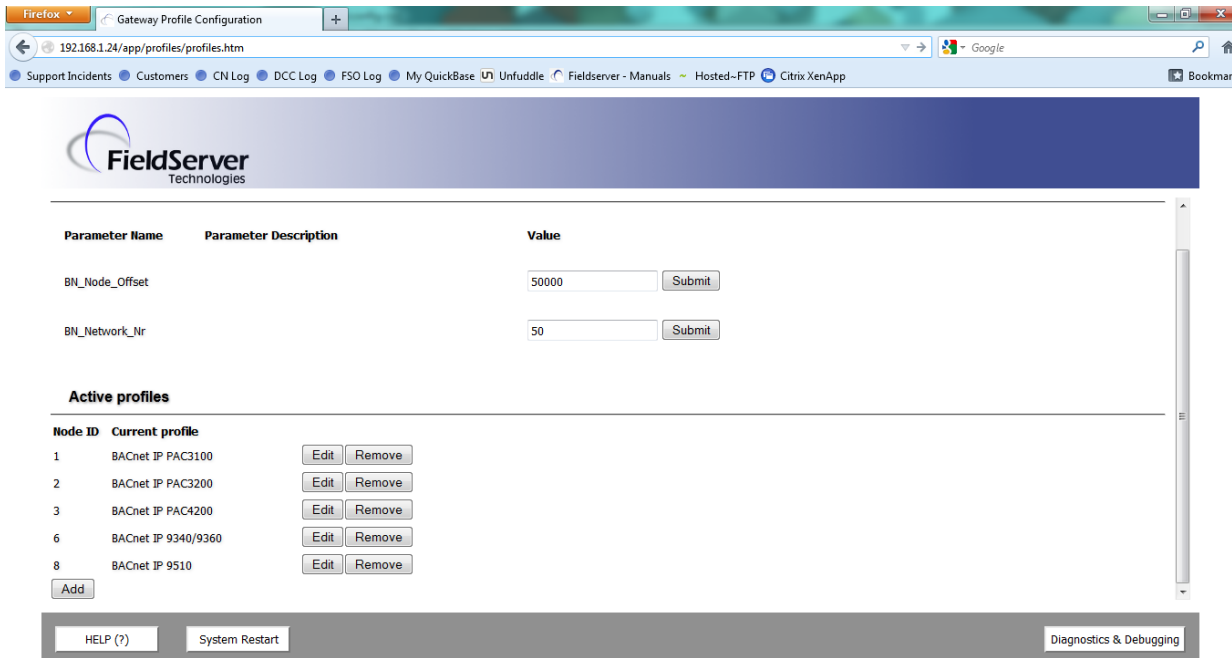 Firefox
Gateway Profile Configuration
+
192.168.1.24/app/profiles/profiles.htm
Google
Support Incidents Customers CN Log DCC Log FSO Log My QuickBase Un Unfuddle Fieldserver - Manuals Hosted~FTP Citrix XenApp
Bookmar
FieldServer
Technologies
Parameter Name Parameter Description Value
BN_Node_Offset 50000 Submit
BN_Network_Nr 50 Submit
Active profiles
Node ID Current profile
1 BACnet IP PAC3100 Edit Remove
2 BACnet IP PAC3200 Edit Remove
3 BACnet IP PAC4200 Edit Remove
6 BACnet IP 9340/9360 Edit Remove
8 BACnet IP 9510 Edit Remove
Add
HELP (?) System Restart Diagnostics & Debugging